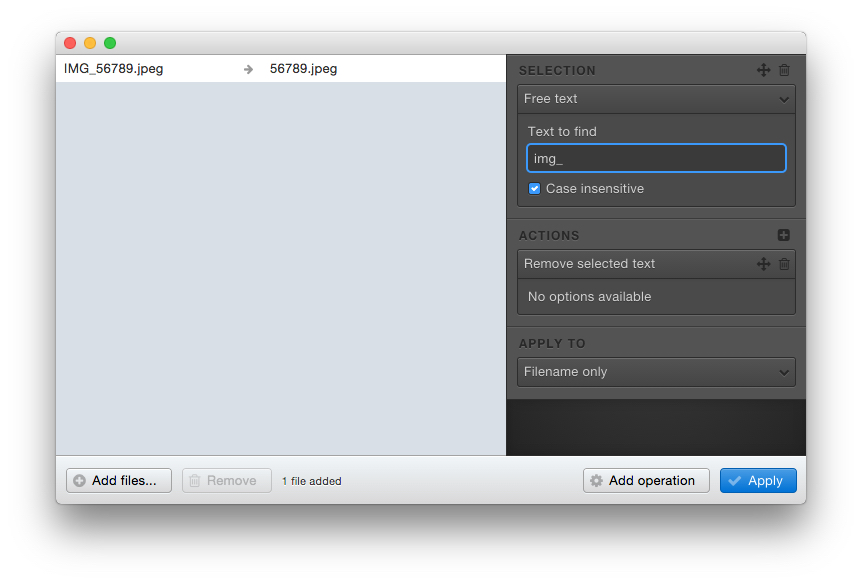 IMG_56789.jpeg 56789.jpeg
SELECTION
Free text
Text to find
img_
Case insensitive
ACTIONS
Remove selected text
No options available
APPLY TO
Filename only
Add files... Remove 1 file added Add operation Apply